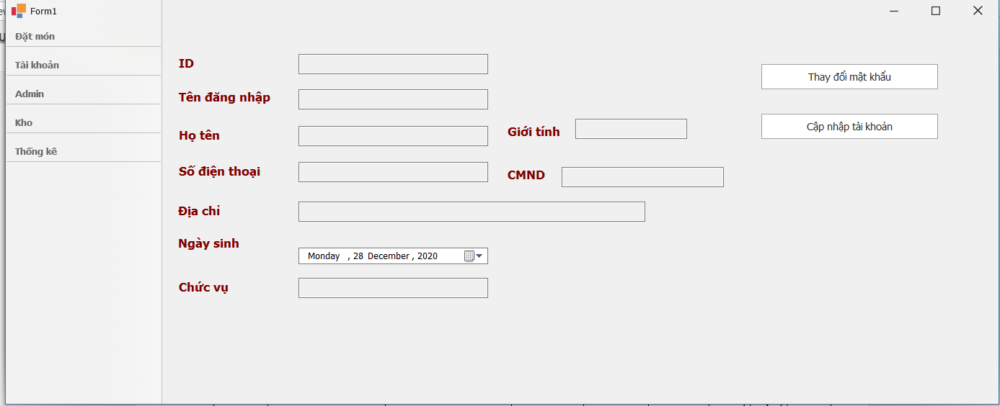 Form1
Đặt món
Tài khoản
Admin
Kho
Thống kê
ID
Tên đăng nhập
Họ tên
Giới tính
Số điện thoại
CMND
Địa chỉ
Ngày sinh
Monday , 28 December , 2020
Chức vụ
Thay đổi mật khẩu
Cập nhập tài khoản